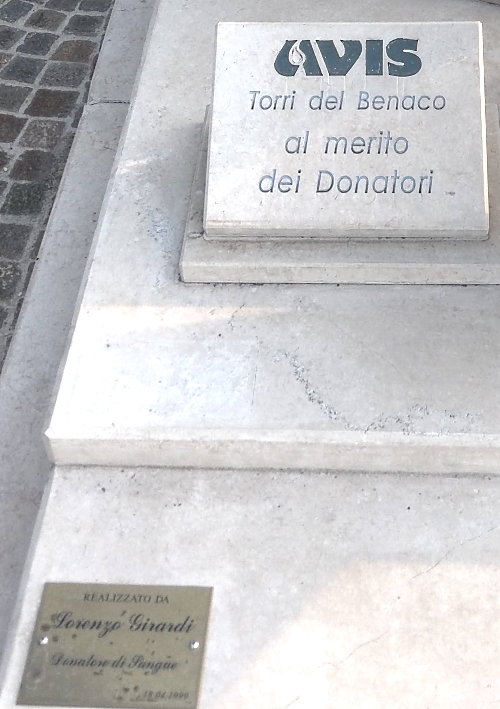 AVIS
Torri del Benaco
al merito
dei Donatori
REALIZZATO DA
Lorenzo Girardi
Donatore di Sangue